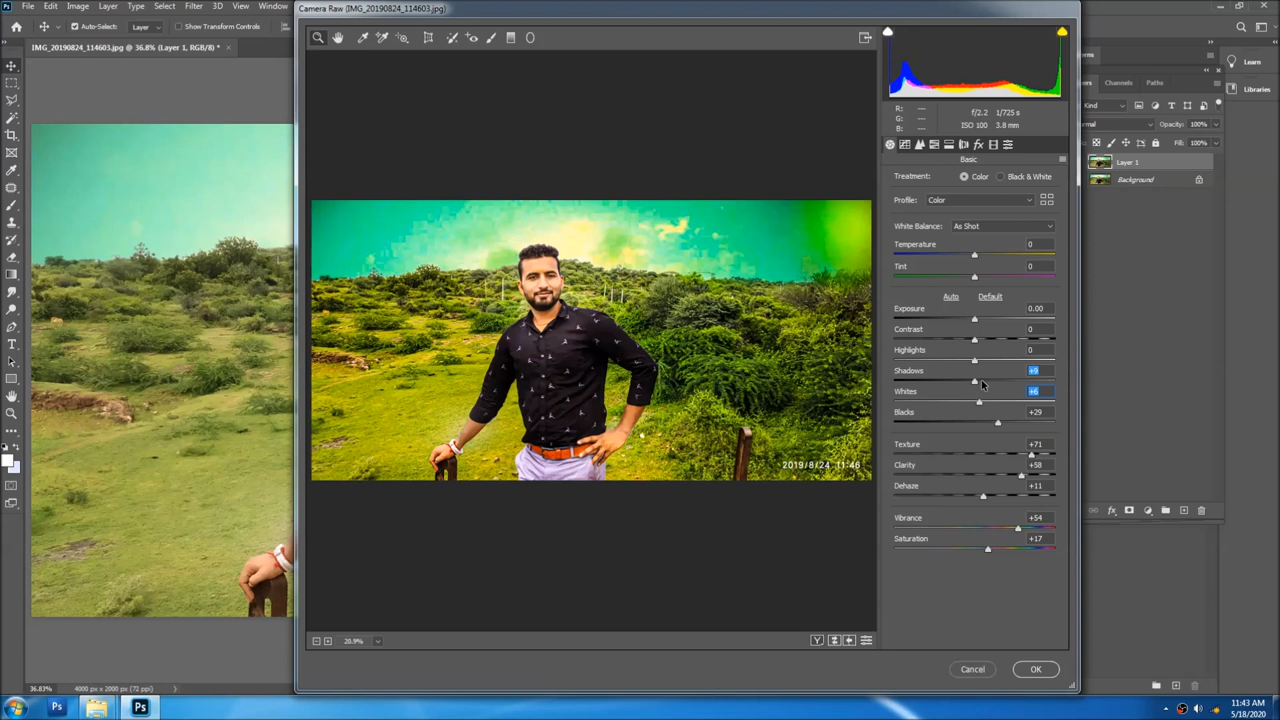 Camera Raw (IMG_20190824_114603.jpg)
File Edit Image Layer Type Select Filter 3D View Window
Auto-Select: Layer Show Transform Controls
IMG_20190824_114603.jpg @ 36.8% (Layer 1, RGB/8) * ×
Learn
Libraries
Channels Paths
Kind
Opacity: 100%
Fill: 100%
Layer 1
Background
R: ---
G: ---
B: ---
f/2.2 1/725 s
ISO 100 3.8 mm
Basic
Treatment: Color Black & White
Profile: Color
White Balance: As Shot
Temperature 0
Tint 0
Auto Default
Exposure 0.00
Contrast 0
Highlights 0
Shadows +9
Whites +6
Blacks +29
Texture +71
Clarity +58
Dehaze +11
Vibrance +54
Saturation +17
2019/8/24 11:46
20.9%
Y
Cancel OK
36.83% 4000 px x 2000 px (72 ppi)
Ps
Ps
11:43 AM
5/18/2020